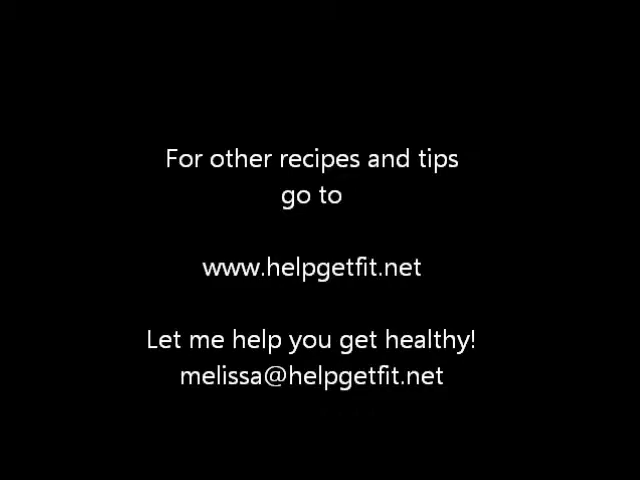 For other recipes and tips
go to
www.helpgetfit.net
Let me help you get healthy!
melissa@helpgetfit.net